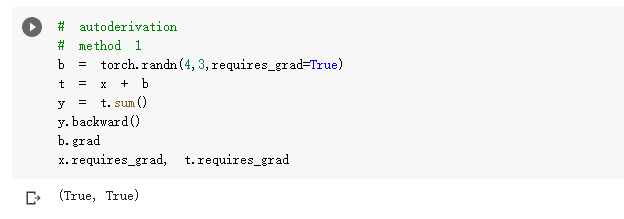 # autoderivation
# method 1
b = torch.randn(4,3,requires_grad=True)
t = x + b
y = t.sum()
y.backward()
b.grad
x.requires_grad, t.requires_grad
(True, True)